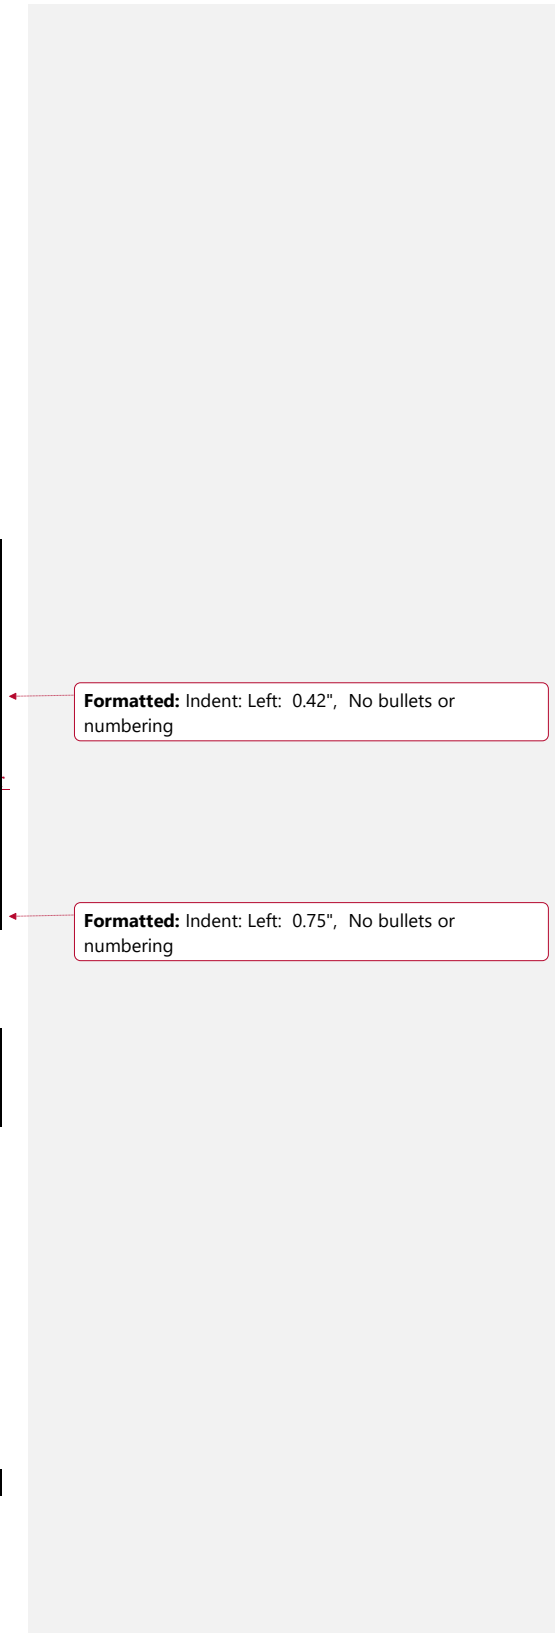 Formatted: Indent: Left:  0.42",  No bullets or
numbering
Formatted: Indent: Left:  0.75",  No bullets or
numbering